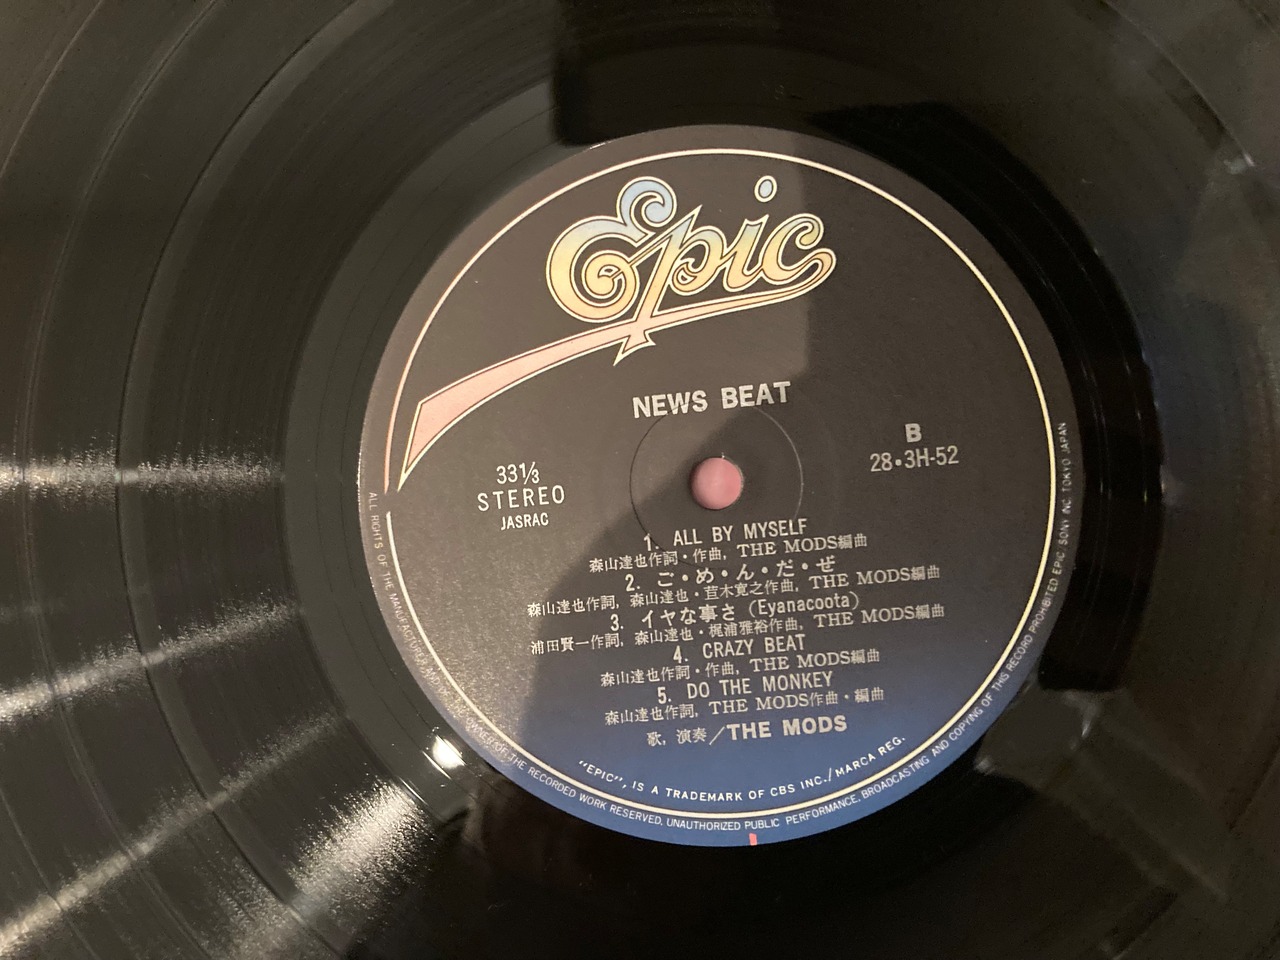 Epic
NEWS BEAT
33⅓
STEREO
JASRAC
B
28・3H-52
1. ALL BY MYSELF
森山達也作詞・作曲, THE MODS編曲
2. ご・め・ん・だ・ぜ
森山達也作詞, 森山達也・苣木寛之作曲, THE MODS編曲
3. イヤな事さ (Eyanacoota)
浦田賢一作詞, 森山達也・梶浦雅裕作曲, THE MODS編曲
4. CRAZY BEAT
森山達也作詞・作曲, THE MODS編曲
5. DO THE MONKEY
森山達也作詞, THE MODS作曲・編曲
歌, 演奏／THE MODS
"EPIC", IS A TRADEMARK OF CBS INC./MARCA REG.
ALL RIGHTS OF THE MANUFACTURER AND OF THE OWNER OF THE RECORDED WORK RESERVED, UNAUTHORIZED PUBLIC PERFORMANCE, BROADCASTING AND COPYING OF THIS RECORD PROHIBITED EPIC/SONY INC. TOKYO JAPAN